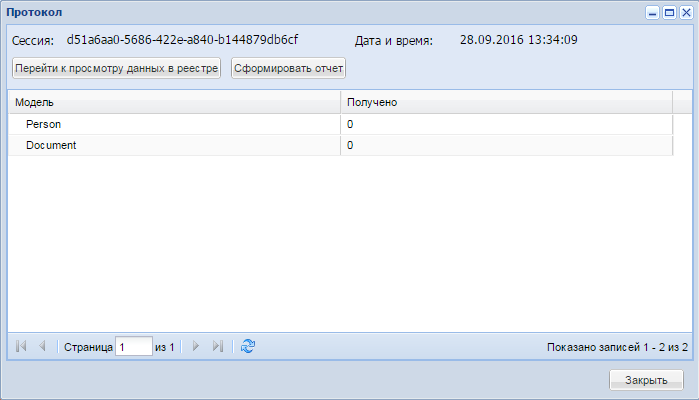 Протокол
Сессия: d51a6aa0-5686-422e-a840-b144879db6cf Дата и время: 28.09.2016 13:34:09
Перейти к просмотру данных в реестре Сформировать отчет
Модель Получено
Person 0
Document 0
Страница 1 из 1 Показано записей 1 - 2 из 2
Закрыть